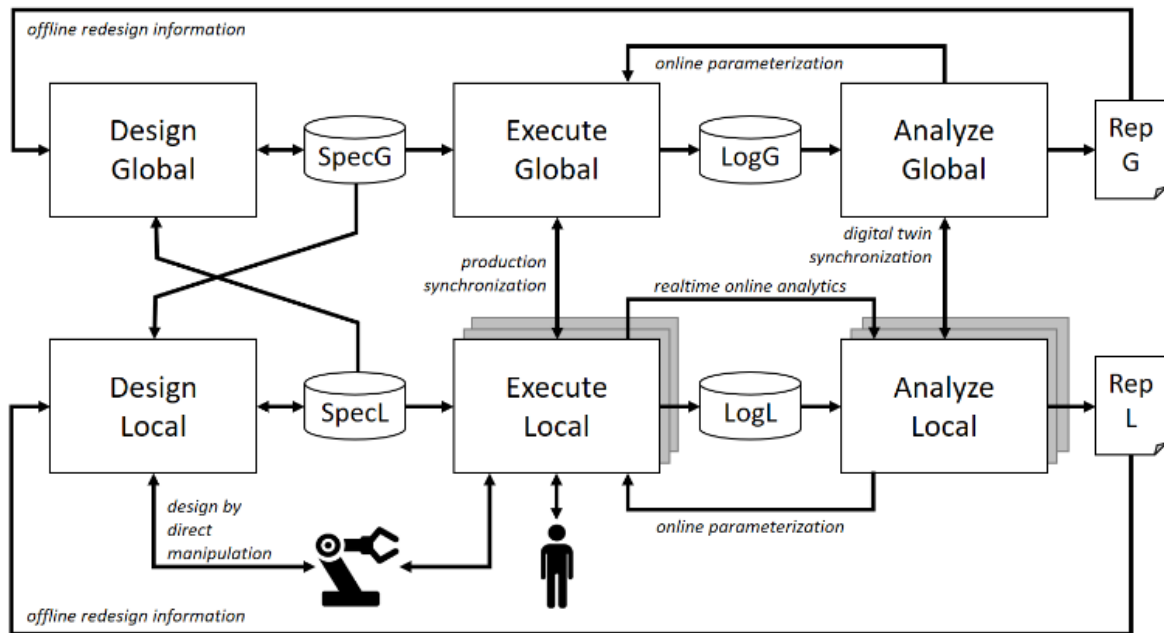 offline redesign information
online parameterization
Design
Global
SpecG
Execute
Global
LogG
Analyze
Global
Rep
G
production
synchronization
digital twin
synchronization
realtime online analytics
Design
Local
SpecL
Execute
Local
LogL
Analyze
Local
Rep
L
design by
direct
manipulation
online parameterization
offline redesign information